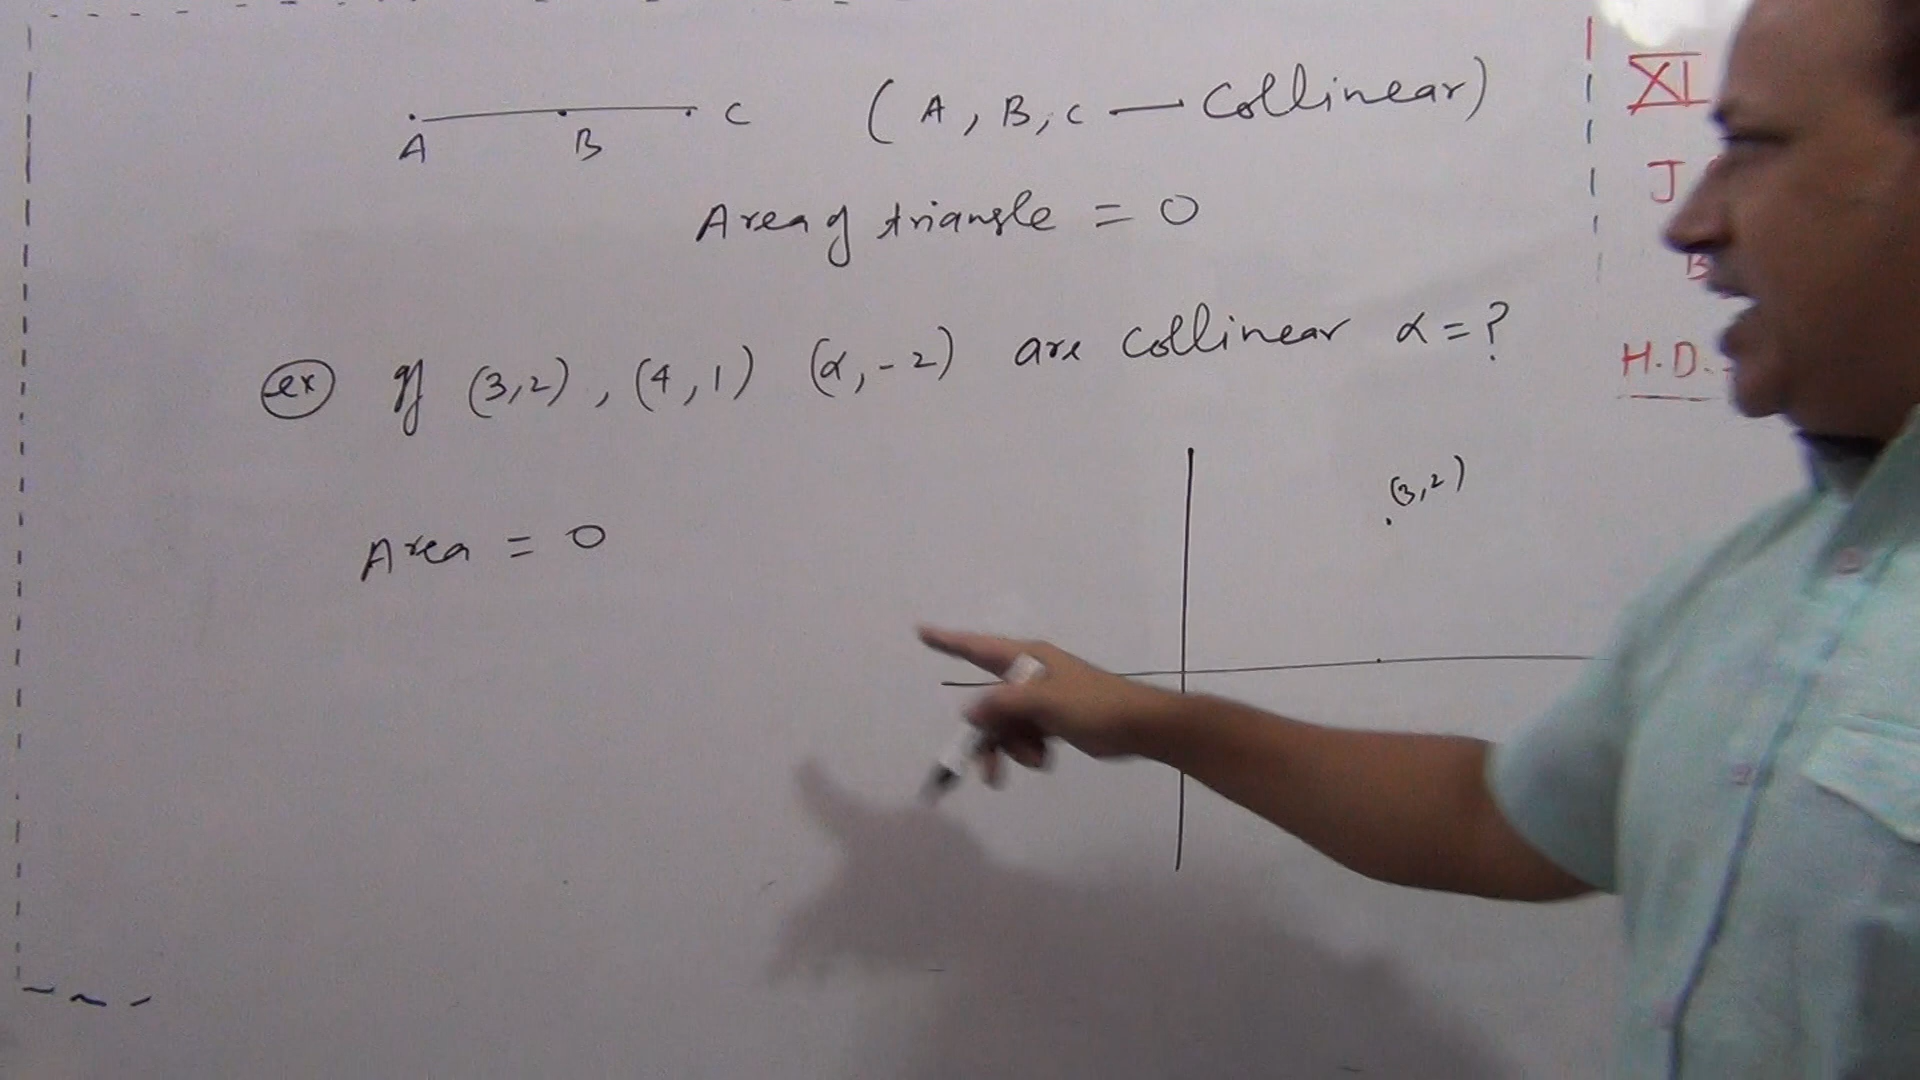 A B C (A, B, C — Collinear)
Area of triangle = 0
ex If (3,2), (4,1) (α,-2) are collinear α=?
(3,2)
Area = 0
XI
J
B
H.D.